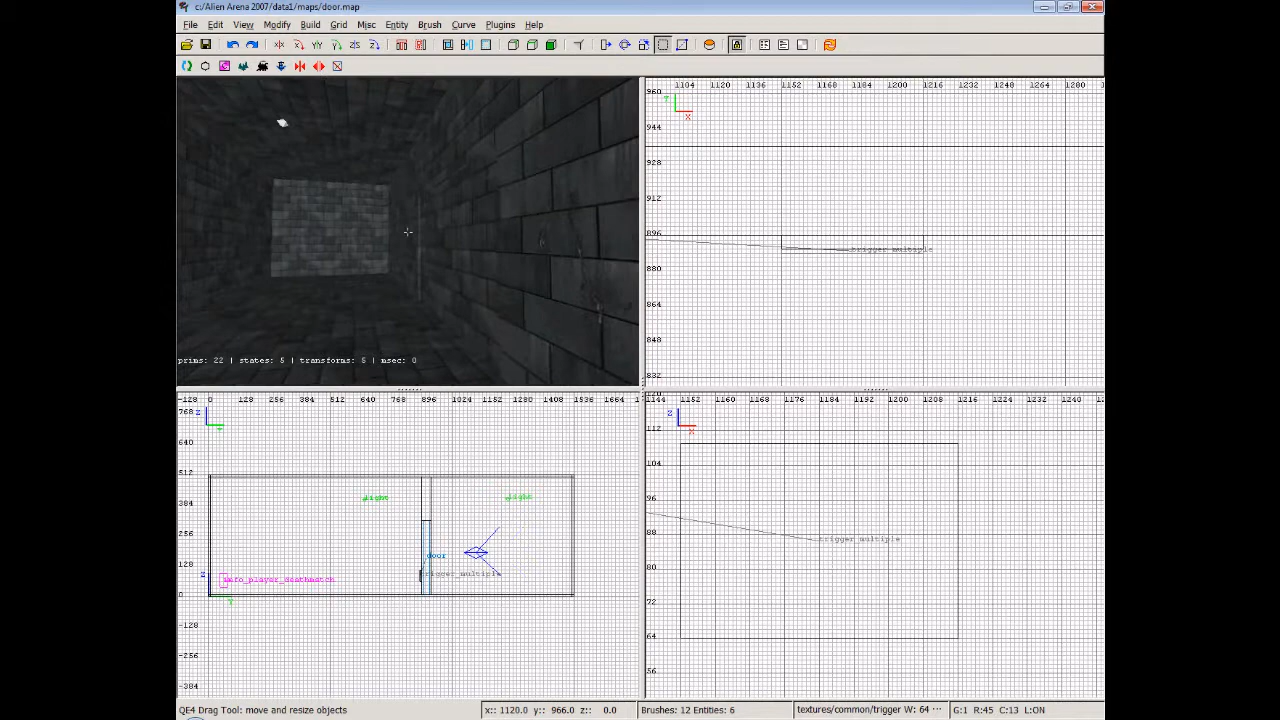 c:/Alien Arena 2007/data1/maps/door.map
File Edit View Modify Build Grid Misc Entity Brush Curve Plugins Help
prims: 22 | states: 5 | transforms: 5 | msec: 0
1104 1120 1136 1152 1168 1184 1200 1216 1232 1248 1264 1280
960
Y
944
X
928
912
896
trigger_multiple
880
864
848
832
-128 0 128 256 384 512 640 768 896 1024 1152 1280 1408 1536
768
Z
Y
640
512
384
light
light
256
door
128
trigger_multiple
info_player_deathmatch
0
-128
-256
-384
1144 1152 1160 1168 1176 1184 1192 1200 1208 1216 1224 1232 1240
Z
112
X
104
96
88
trigger_multiple
80
72
64
56
QE4 Drag Tool: move and resize objects
x:: 1120.0 y:: 966.0 z:: 0.0
Brushes: 12 Entities: 6
textures/common/trigger W: 64 ···
G:1 R:45 C:13 L:ON